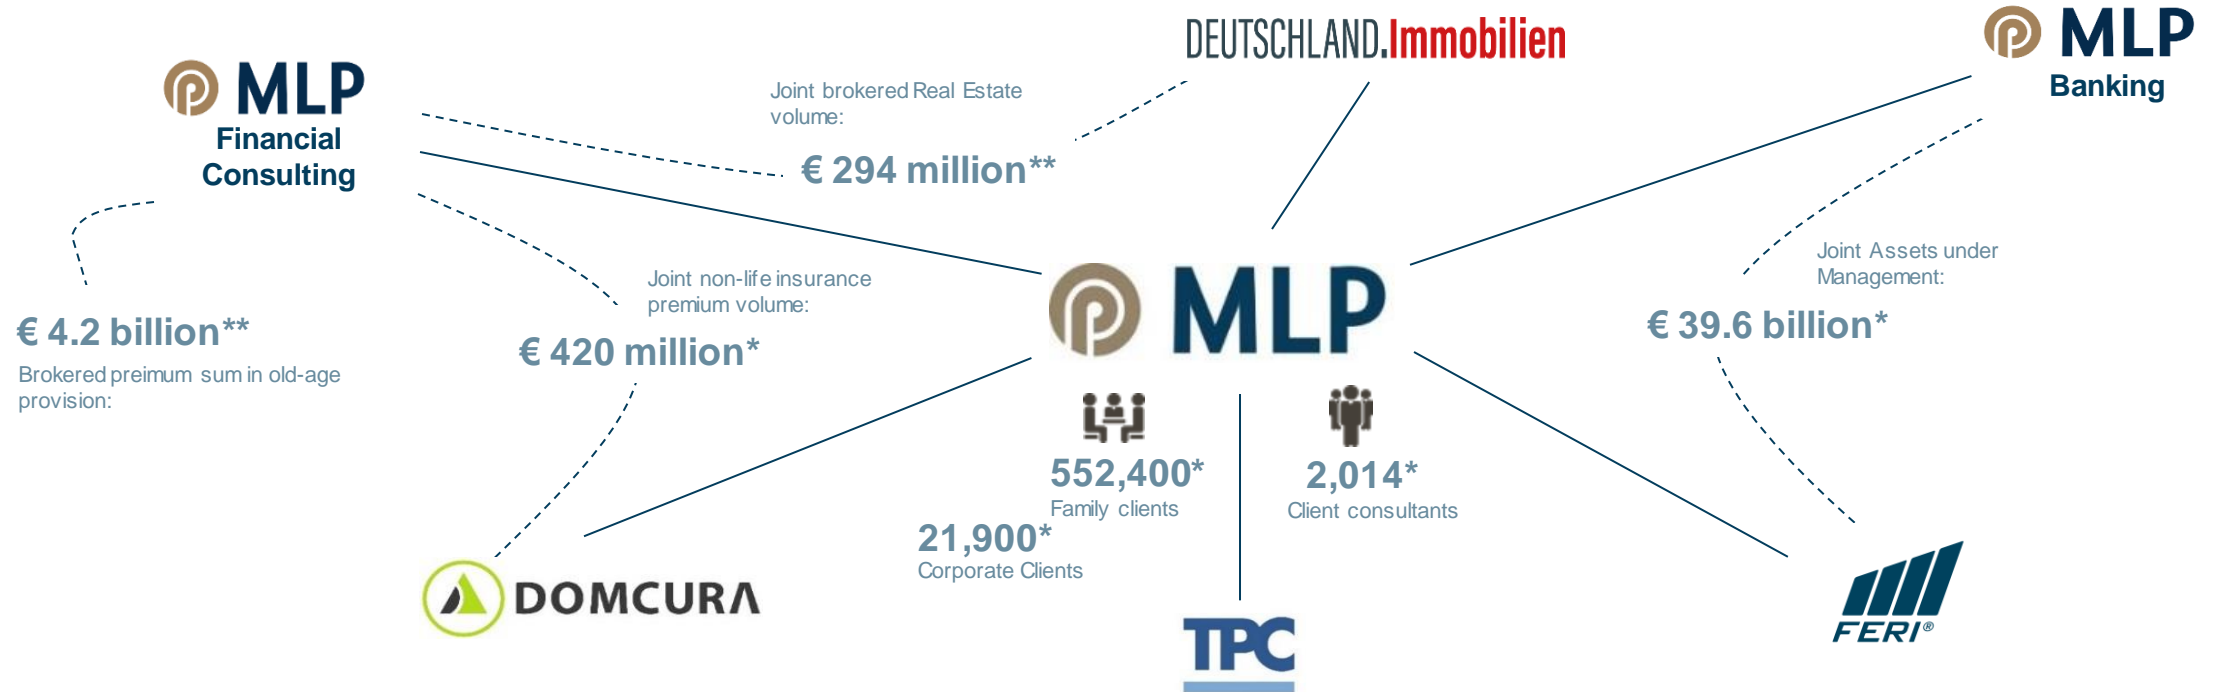 DEUTSCHLAND.Immobilien
MLP
Banking
MLP
Financial
Consulting
Joint brokered Real Estate
volume:
€ 294 million**
Joint non-life insurance
premium volume:
€ 420 million*
€ 4.2 billion**
Brokered preimum sum in old-age
provision:
MLP
Joint Assets under
Management:
€ 39.6 billion*
552,400*
Family clients
2,014*
Client consultants
21,900*
Corporate Clients
DOMCURA
TPC
FERI®